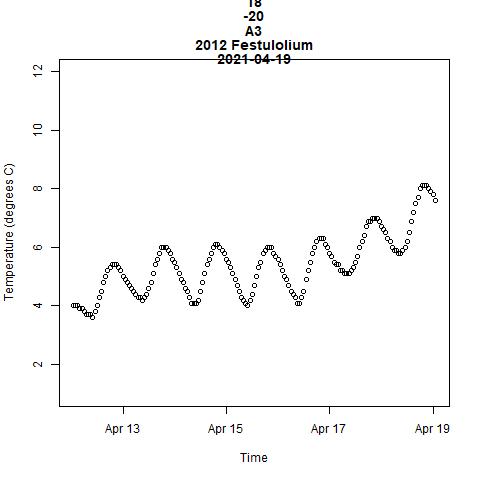 18
-20
A3
2012 Festulolium
2021-04-19
Temperature (degrees C)
12
10
8
6
4
2
Apr 13
Apr 15
Apr 17
Apr 19
Time